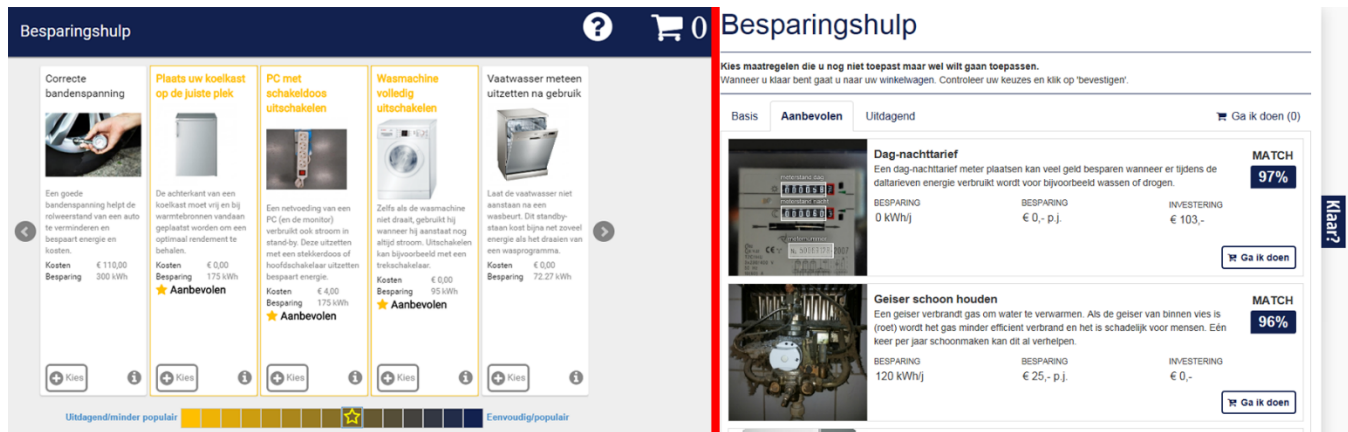 Besparingshulp
? 0
Correcte
bandenspanning
Een goede
bandenspanning helpt de
rolweerstand van een auto
te verminderen en
bespaart energie en
kosten.
Kosten € 110,00
Besparing 300 kWh
Kies
Plaats uw koelkast
op de juiste plek
De achterkant van een
koelkast moet vrij en bij
warmtebronnen vandaan
geplaatst worden om een
optimaal rendement te
behalen.
Kosten € 0,00
Besparing 175 kWh
Aanbevolen
Kies
PC met
schakeldoos
uitschakelen
Een netvoeding van een
PC (en de monitor)
verbruikt ook stroom in
stand-by. Deze uitzetten
met een stekkerdoos of
hoofdschakelaar uitzetten
bespaart energie.
Kosten € 4,00
Besparing 175 kWh
Aanbevolen
Kies
Wasmachine
volledig
uitschakelen
Zelfs als de wasmachine
niet draait, gebruikt hij
wanneer hij aanstaat nog
altijd stroom. Uitschakelen
kan bijvoorbeeld met een
trekschakelaar.
Kosten € 0,00
Besparing 95 kWh
Aanbevolen
Kies
Vaatwasser meteen
uitzetten na gebruik
Laat de vaatwasser niet
aanstaan na een
wasbeurt. Dit standby-
staan kost bijna net zoveel
energie als het draaien van
een wasprogramma.
Kosten € 0,00
Besparing 72.27 kWh
Kies
Uitdagend/minder populair
Eenvoudig/populair
Besparingshulp
Kies maatregelen die u nog niet toepast maar wel wilt gaan toepassen.
Wanneer u klaar bent gaat u naar uw winkelwagen. Controleer uw keuzes en klik op 'bevestigen'.
Basis Aanbevolen Uitdagend Ga ik doen (0)
Dag-nachttarief
Een dag-nachttarief meter plaatsen kan veel geld besparen wanneer er tijdens de
daltarieven energie verbruikt wordt voor bijvoorbeeld wassen of drogen.
MATCH
97%
BESPARING BESPARING INVESTERING
0 kWh/j € 0,- p.j. € 103,-
Ga ik doen
meterstand dag
meterstand nacht
Geiser schoon houden
Een geiser verbrandt gas om water te verwarmen. Als de geiser van binnen vies is
(roet) wordt het gas minder efficient verbrand en het is schadelijk voor mensen. Eén
keer per jaar schoonmaken kan dit al verhelpen.
MATCH
96%
BESPARING BESPARING INVESTERING
120 kWh/j € 25,- p.j. € 0,-
Ga ik doen
Klaar?